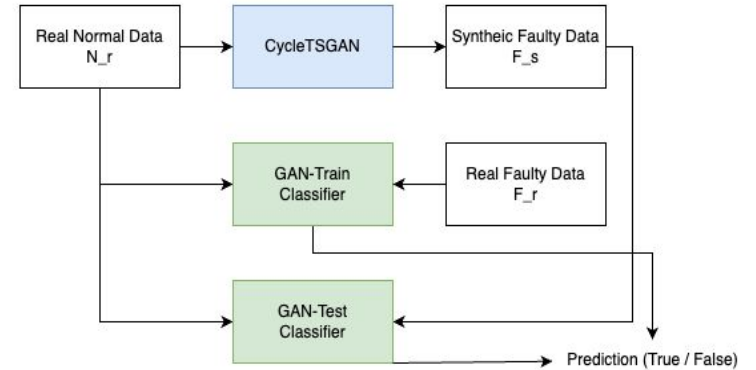 Real Normal Data
N_r
CycleTSGAN
Syntheic Faulty Data
F_s
GAN-Train
Classifier
Real Faulty Data
F_r
GAN-Test
Classifier
Prediction (True / False)